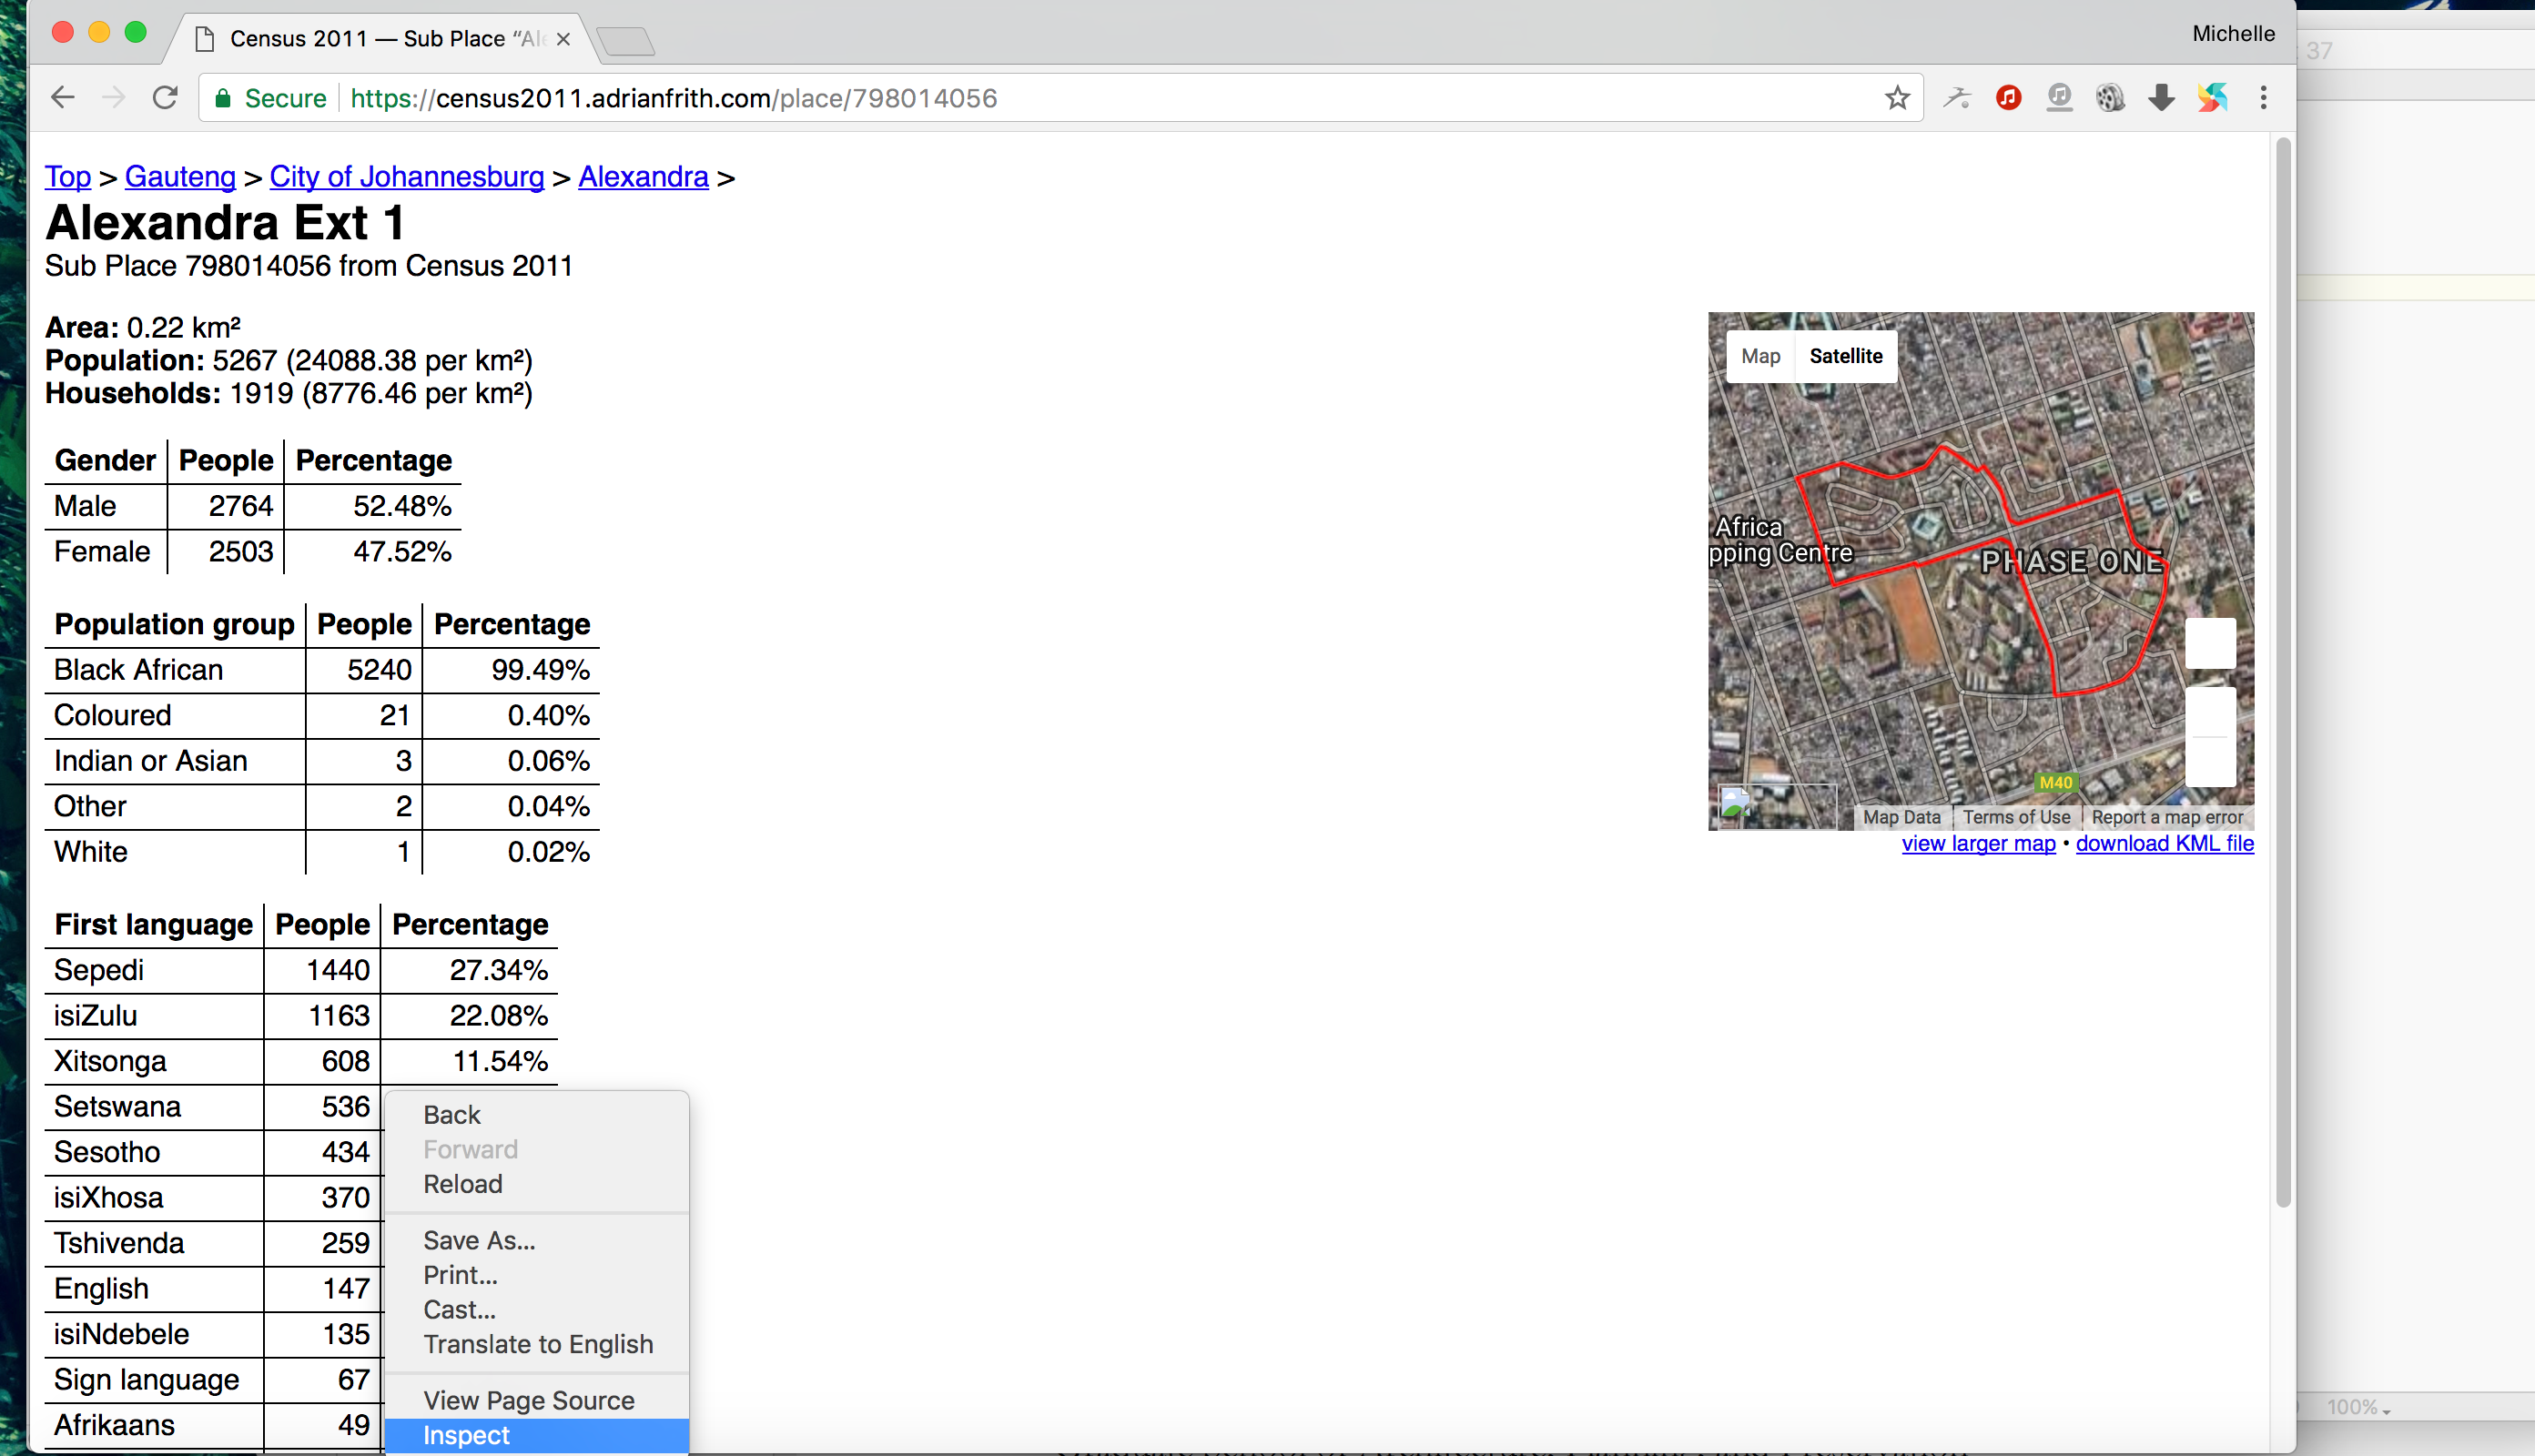 Census 2011 — Sub Place “Ale
Michelle
37
Secure https://census2011.adrianfrith.com/place/798014056
Top > Gauteng > City of Johannesburg > Alexandra >
Alexandra Ext 1
Sub Place 798014056 from Census 2011
Area: 0.22 km²
Population: 5267 (24088.38 per km²)
Households: 1919 (8776.46 per km²)
Gender People Percentage
Male 2764 52.48%
Female 2503 47.52%
Population group People Percentage
Black African 5240 99.49%
Coloured 21 0.40%
Indian or Asian 3 0.06%
Other 2 0.04%
White 1 0.02%
First language People Percentage
Sepedi 1440 27.34%
isiZulu 1163 22.08%
Xitsonga 608 11.54%
Setswana 536
Sesotho 434
isiXhosa 370
Tshivenda 259
English 147
isiNdebele 135
Sign language 67
Afrikaans 49
Back
Forward
Reload
Save As...
Print...
Cast...
Translate to English
View Page Source
Inspect
Map Satellite
Africa
pping Centre
PHASE ONE
M40
Map Data Terms of Use Report a map error
view larger map • download KML file
100%